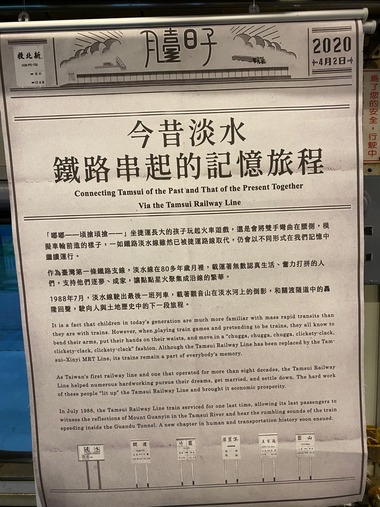 新北投
月臺日子
2020
4月2日
為了您的安全，行駛中
今昔淡水
鐵路串起的記憶旅程
Connecting Tamsui of the Past and That of the Present Together
Via the Tamsui Railway Line
坐捷運長大的孩子玩起火車遊戲，還是會將雙手彎曲在腰側，模
擬車輪前進的樣子，一如鐵路淡水線雖然已被捷運路線取代，仍會以不同形式在我們記憶中
繼續運行。
作為臺灣第一條鐵路支線，淡水線在80多年歲月裡，載運著無數認真生活、奮力打拼的人
們，支持他們逐夢、成家，讓點點星火聚集成沿線的繁華。
1988年7月，淡水線駛出最後一班列車，載著觀音山在淡水河上的倒影，和關渡隧道中的轟
隆回聲，駛向人與土地歷史中的下一段旅程。
It is a fact that children in today's generation are much more familiar with mass rapid transits than
they are with trains. However, when playing train games and pretending to be trains, they all know to
bend their arms, put their hands on their waists, and move in a "chugga, chugga, chugga, clickety-clack,
clickety-clack, clickety-clack" fashion. Although the Tamsui Railway Line has been replaced by the Tam-
sui–Xinyi MRT Line, its trains remain a part of everybody's memory.
As Taiwan's first railway line and one that operated for more than eight decades, the Tamsui Railway
Line helped numerous hardworking pursue their dreams, get married, and settle down. The hard work
of these people "lit up" the Tamsui Railway Line and brought it economic prosperity.
In July 1988, the Tamsui Railway Line train serviced for one last time, allowing its last passengers to
witness the reflections of Mount Guanyin in the Tamsui River and hear the rumbling sounds of the train
speeding inside the Guandu Tunnel. A new chapter in human and transportation history soon ensued.